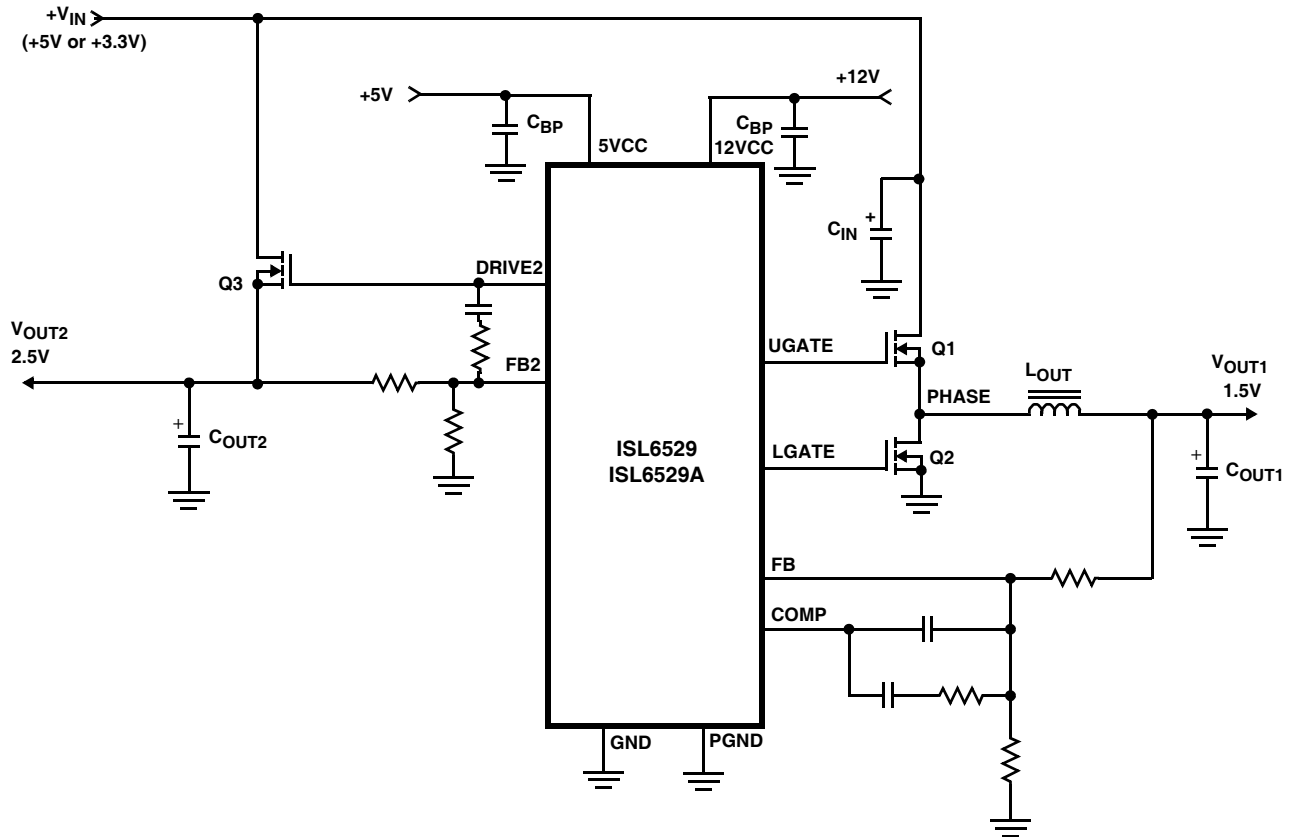 +VIN
(+5V or +3.3V)
+5V
CBP
5VCC
+12V
CBP
12VCC
CIN
+
Q3
DRIVE2
VOUT2
2.5V
FB2
+
COUT2
UGATE
Q1
PHASE
LOUT
VOUT1
1.5V
LGATE
Q2
+
COUT1
ISL6529
ISL6529A
FB
COMP
GND
PGND